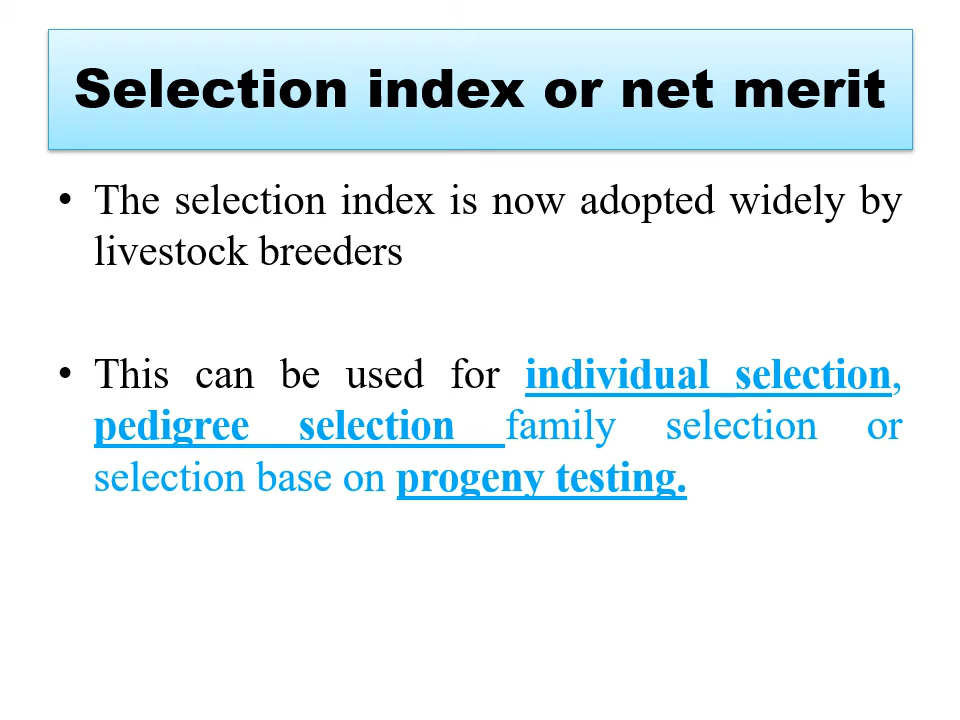 Selection index or net merit
• The selection index is now adopted widely by
livestock breeders
• This can be used for individual selection,
pedigree selection family selection or
selection base on progeny testing.